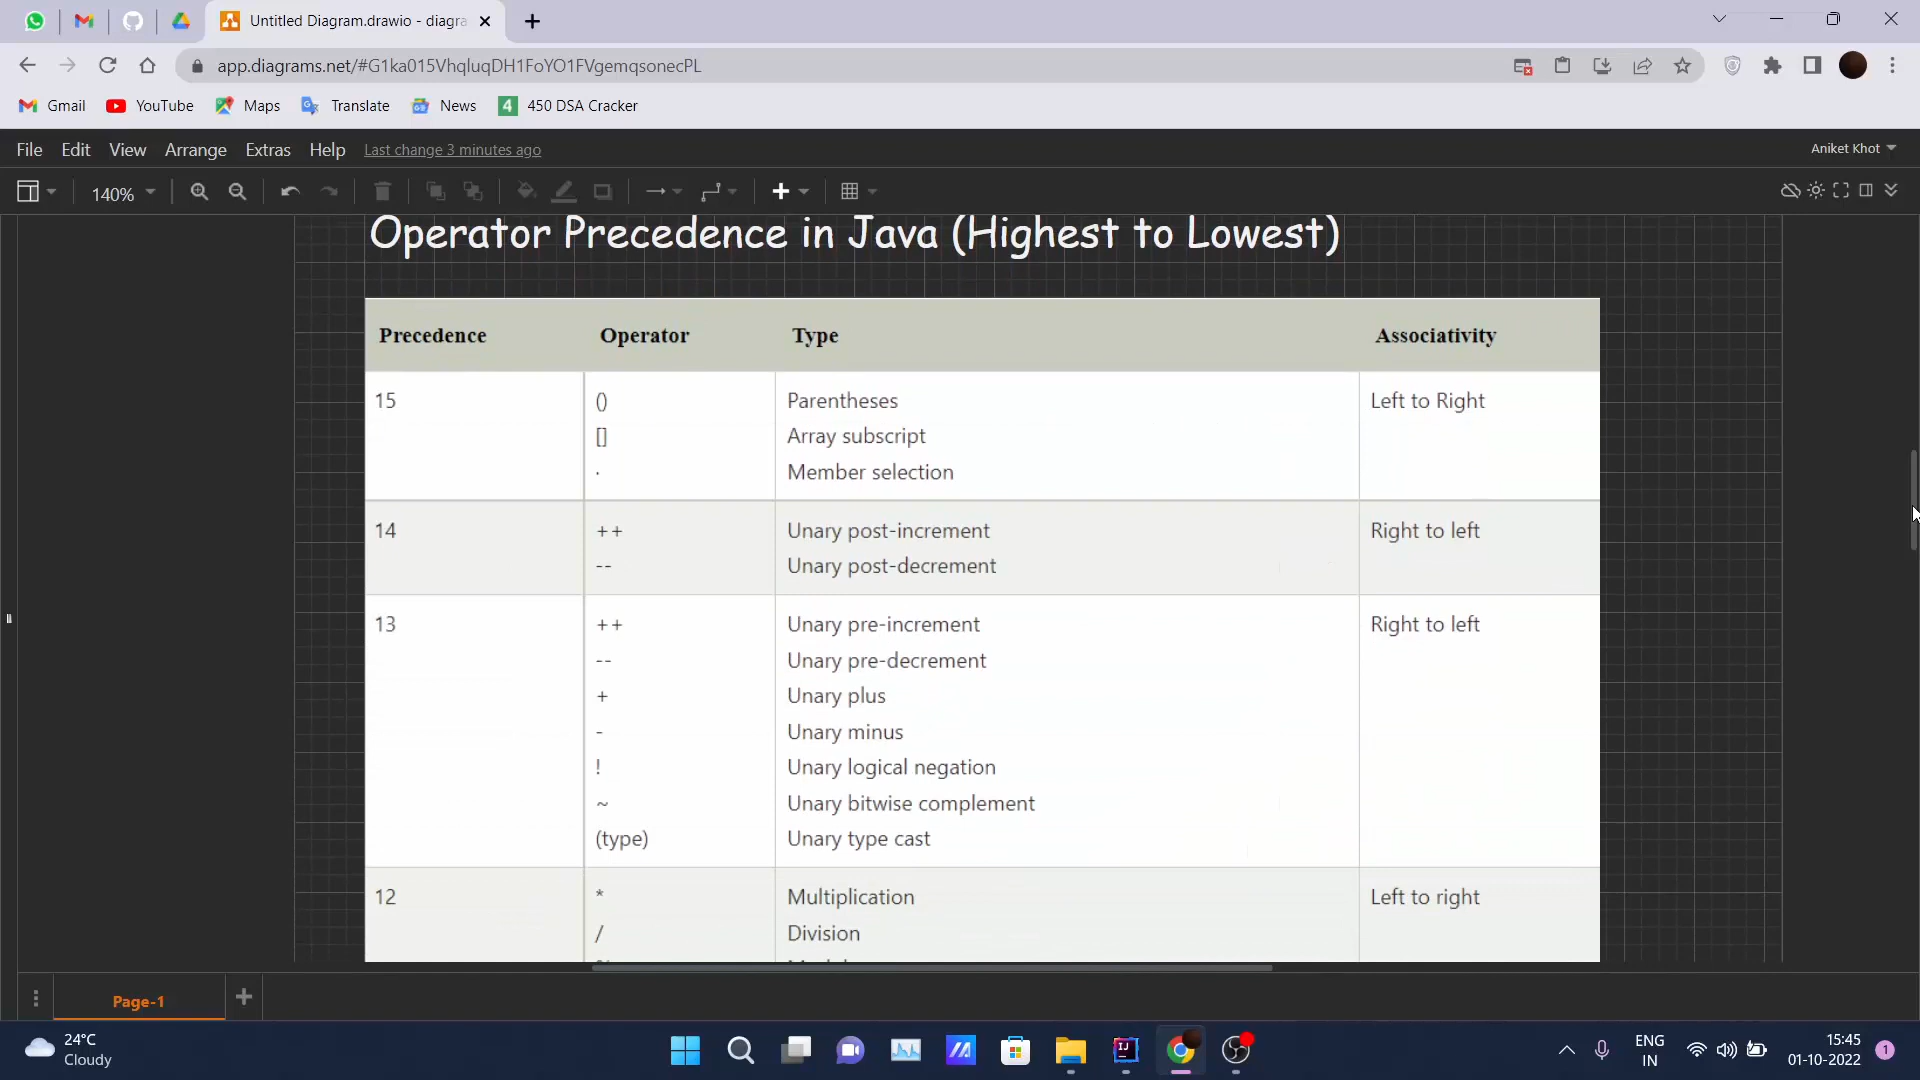 Untitled Diagram.drawio - diagra
app.diagrams.net/#G1ka015VhqluqDH1FoYO1FVgemqsonecPL
Gmail YouTube Maps Translate News 4 450 DSA Cracker
File Edit View Arrange Extras Help Last change 3 minutes ago Aniket Khot
140%
Operator Precedence in Java (Highest to Lowest)
Precedence Operator Type Associativity
15 () Parentheses Left to Right
[] Array subscript
. Member selection
14 ++ Unary post-increment Right to left
-- Unary post-decrement
13 ++ Unary pre-increment Right to left
-- Unary pre-decrement
+ Unary plus
- Unary minus
! Unary logical negation
~ Unary bitwise complement
(type) Unary type cast
12 * Multiplication Left to right
/ Division
Page-1
24°C
Cloudy
ENG
IN
15:45
01-10-2022
1